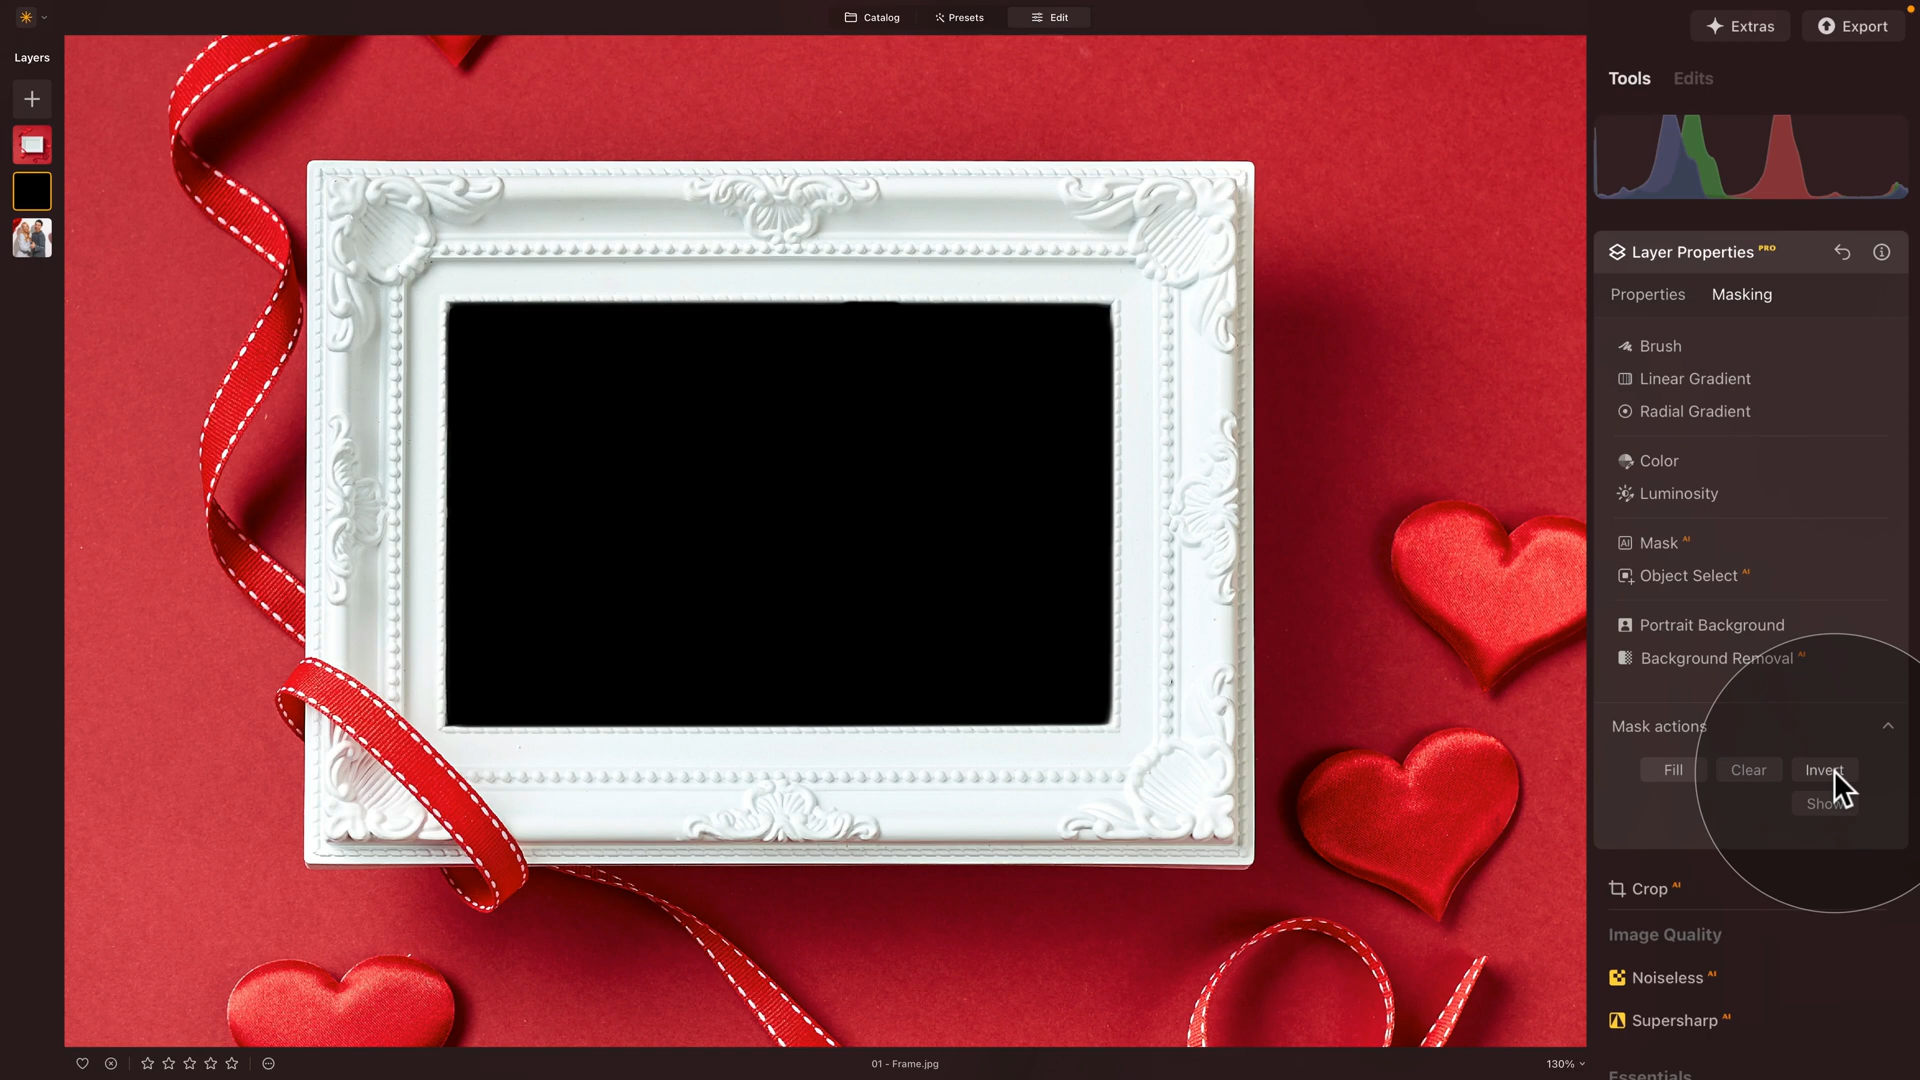 Catalog
Presets
Edit
Extras
Export
Layers
Tools
Edits
Layer Properties PRO
Properties
Masking
Brush
Linear Gradient
Radial Gradient
Color
Luminosity
Mask AI
Object Select AI
Portrait Background
Background Removal AI
Mask actions
Fill
Clear
Invert
Show
Crop AI
Image Quality
Noiseless AI
Supersharp AI
Essentials
01 - Frame.jpg
130%